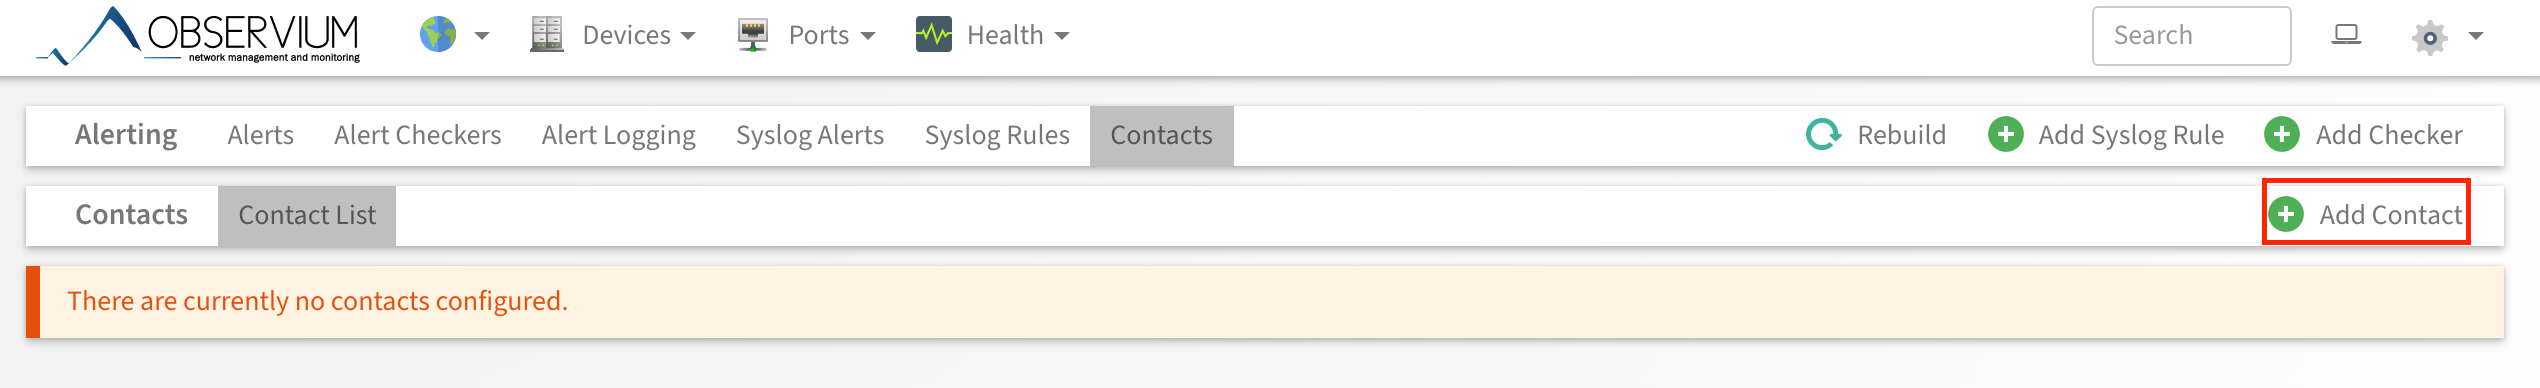 OBSERVIUM
network management and monitoring
Devices
Ports
Health
Search
Alerting Alerts Alert Checkers Alert Logging Syslog Alerts Syslog Rules Contacts Rebuild Add Syslog Rule Add Checker
Contacts Contact List Add Contact
There are currently no contacts configured.